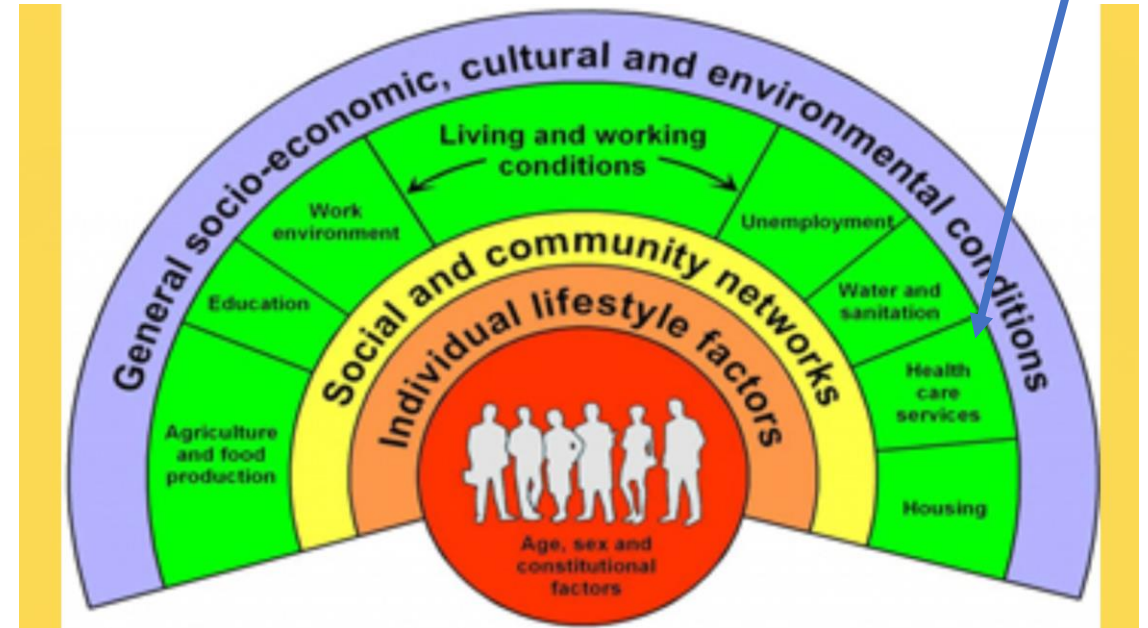 General socio-economic, cultural and environmental conditions
Living and working
conditions
Work
environment
Unemployment
Education
Water and
sanitation
Agriculture
and food
production
Health
care
services
Housing
Social and community networks
Individual lifestyle factors
Age, sex and
constitutional
factors